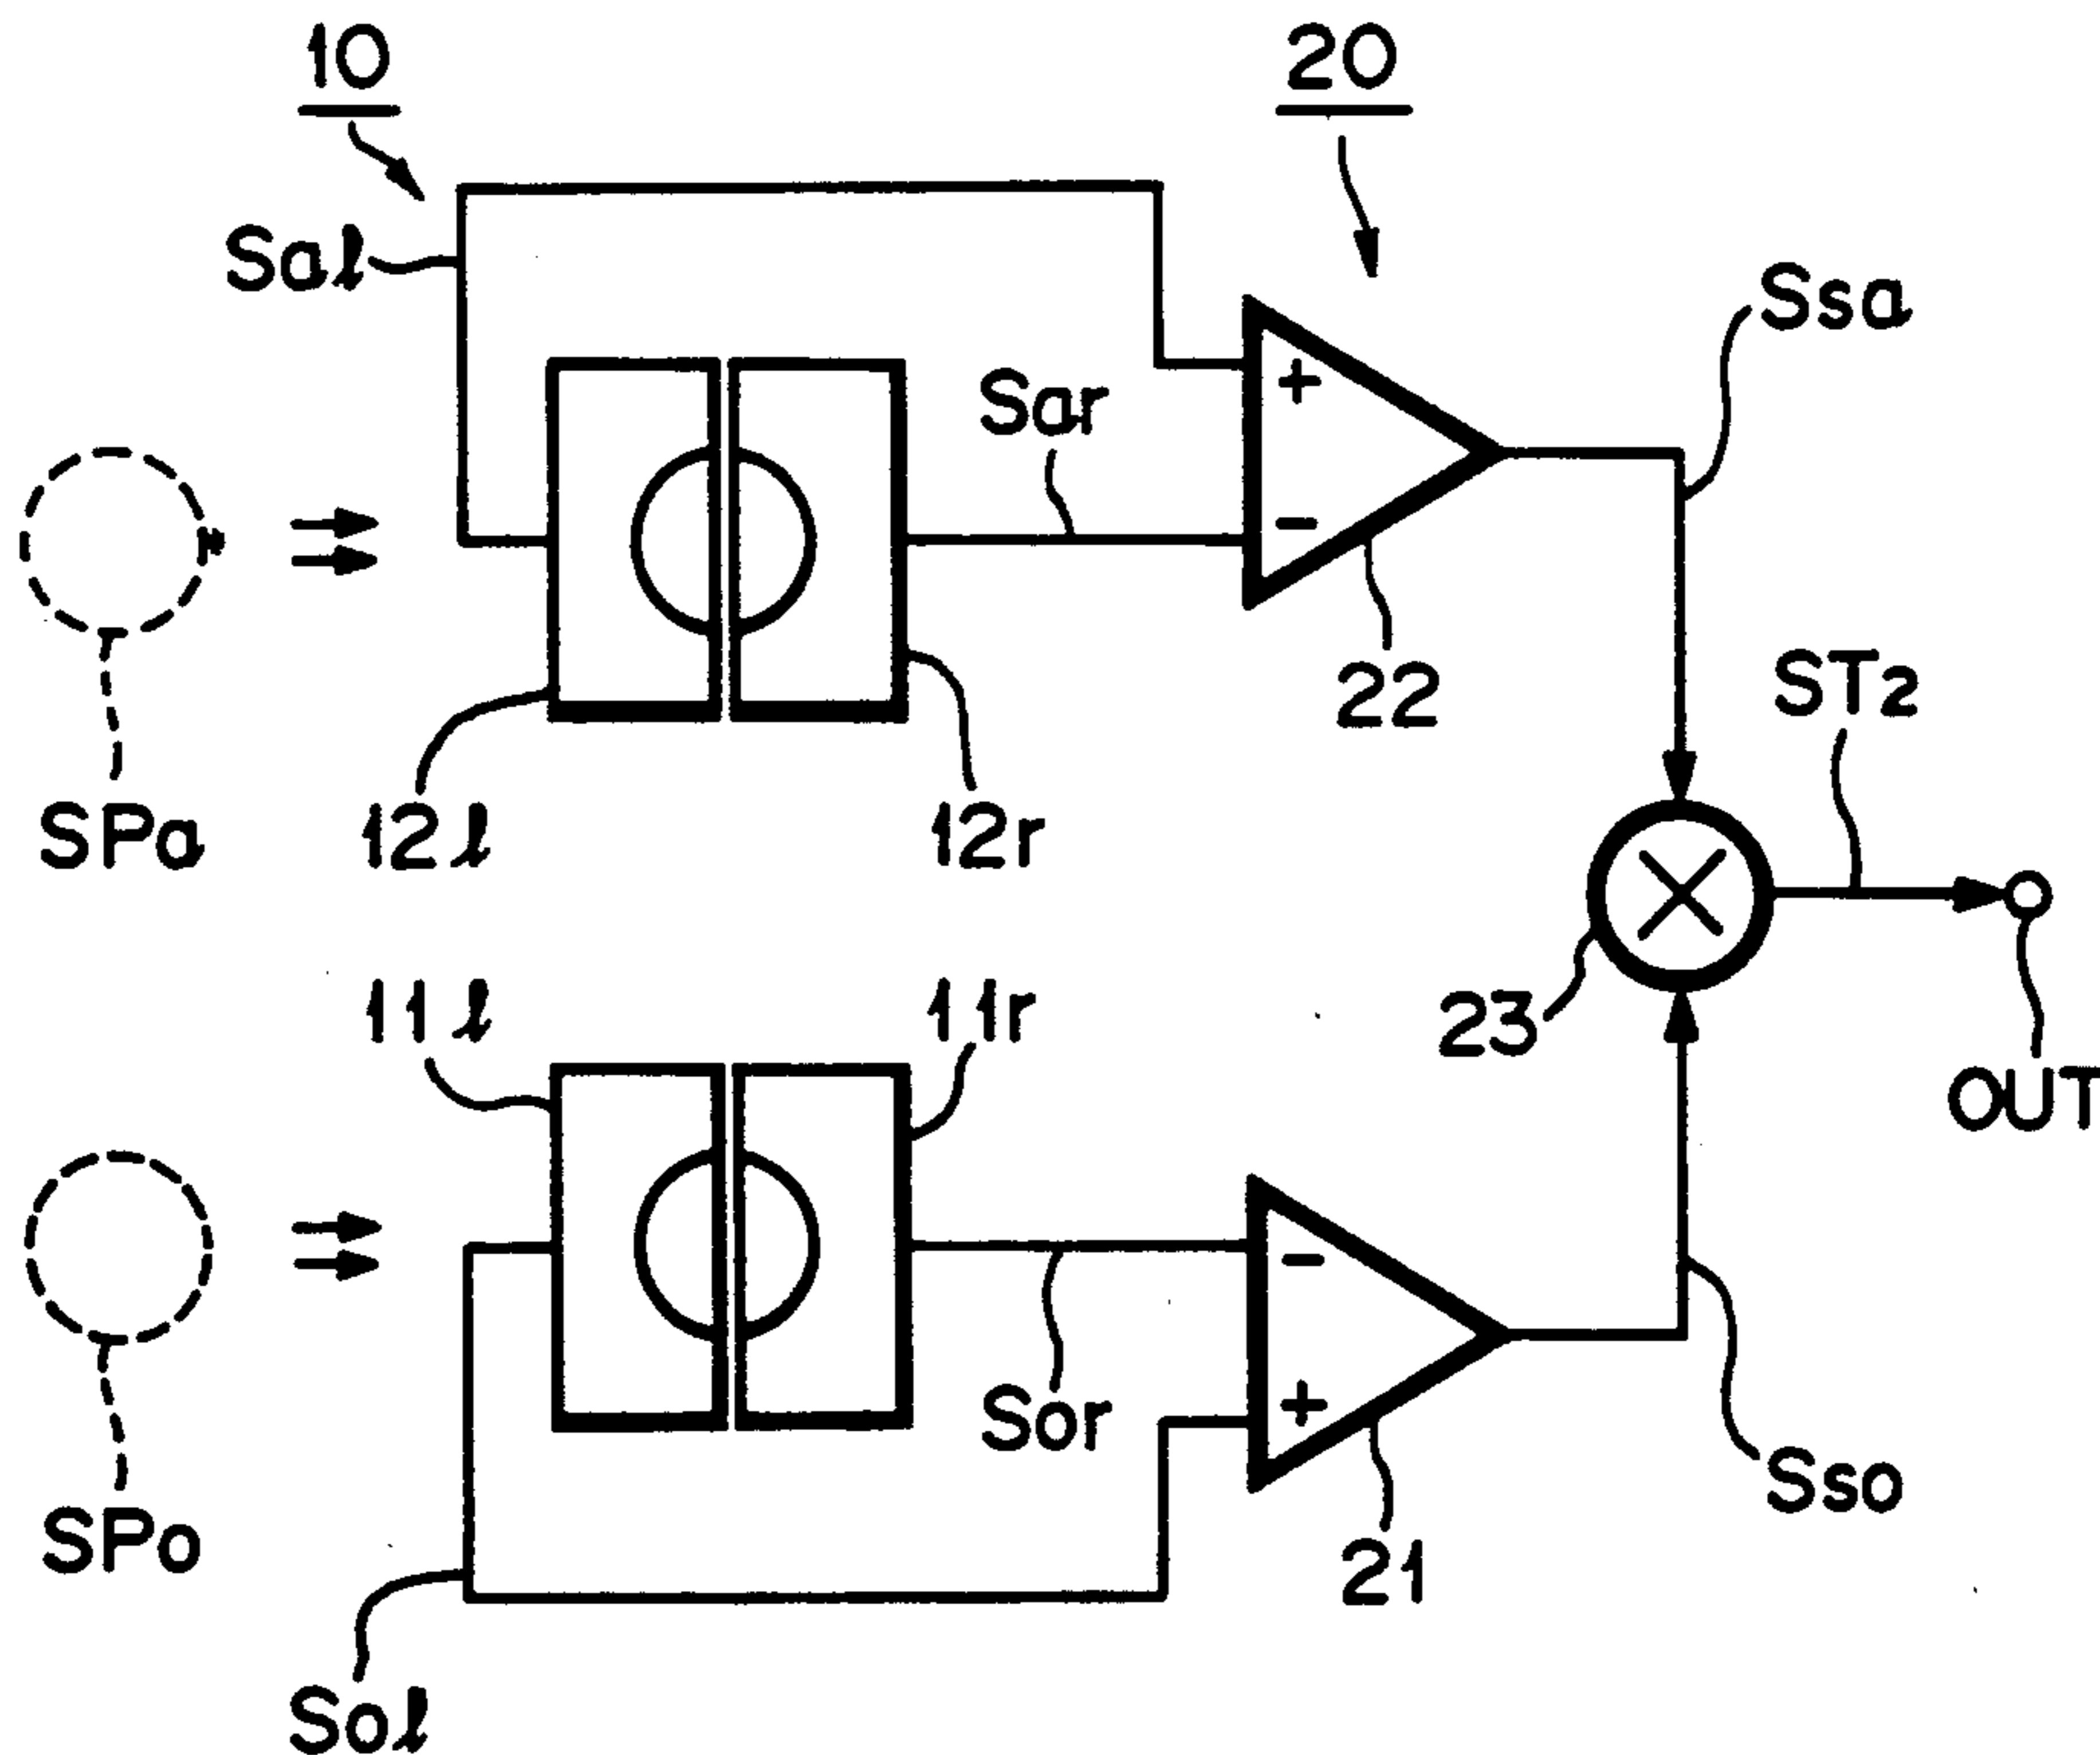 10
20
Sal
Ssa
+
Sar
-
22
ST2
SPa
12l
12r
11l
11r
23
OUT
-
Sor
+
Sso
SPo
21
Sol